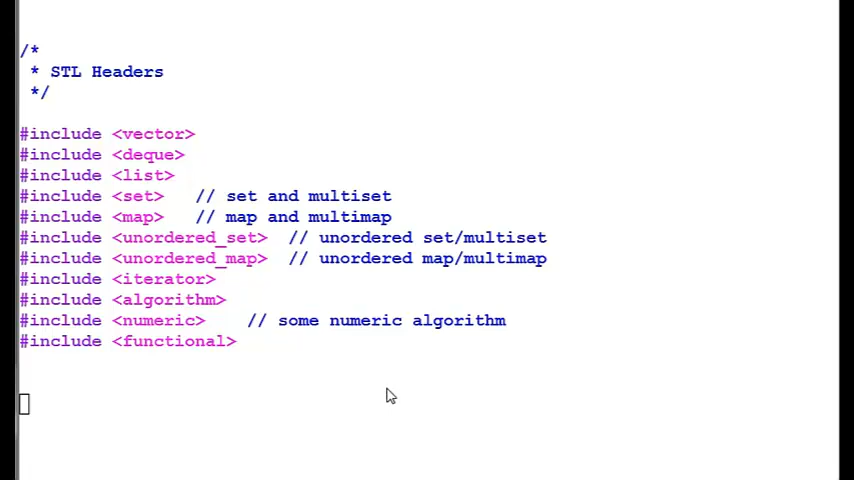 /*
 * STL Headers
 */
#include <vector>
#include <deque>
#include <list>
#include <set>   // set and multiset
#include <map>   // map and multimap
#include <unordered_set>  // unordered set/multiset
#include <unordered_map>  // unordered map/multimap
#include <iterator>
#include <algorithm>
#include <numeric>    // some numeric algorithm
#include <functional>